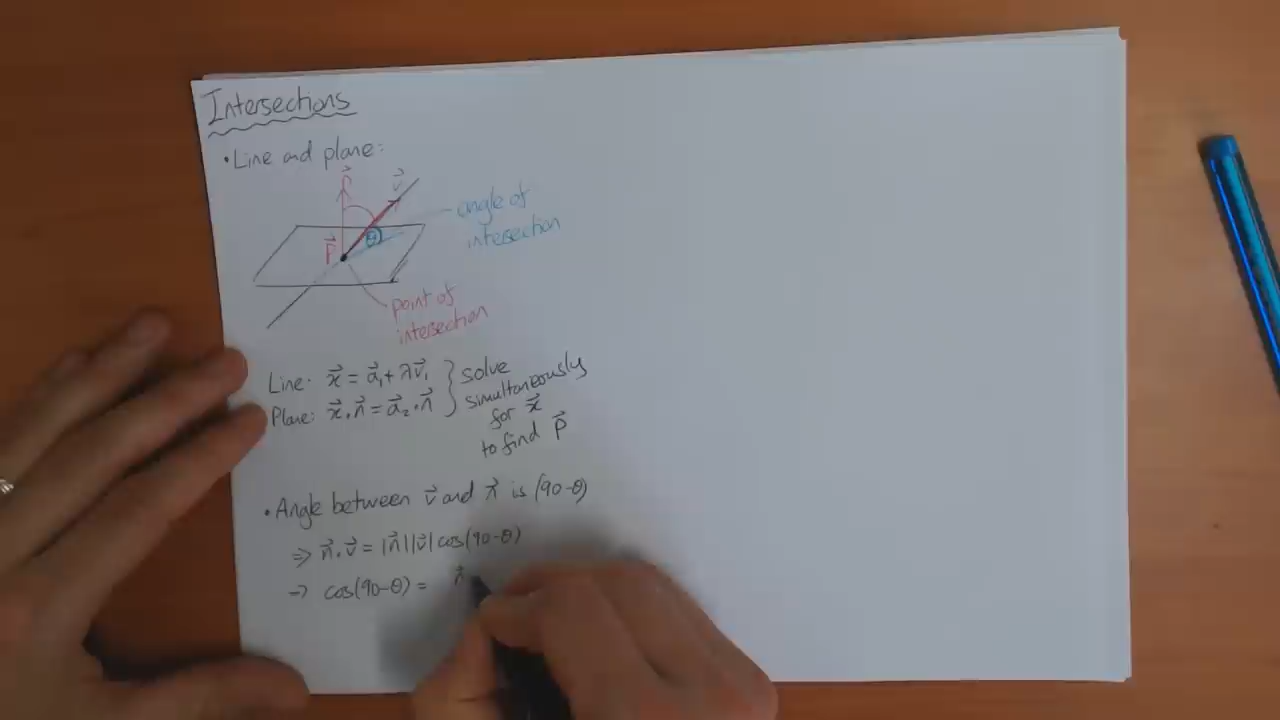 Intersections
• Line and plane:
n⃗
v⃗
angle of
intersection
θ
p⃗
point of
intersection
Line: x⃗ = a⃗₁ + λv⃗₁
Plane: x⃗.n⃗ = a⃗₂.n⃗
} solve
simultaneously
for x⃗
to find p⃗
• Angle between v⃗ and n⃗ is (90-θ)
⇒ n⃗.v⃗ = |n⃗||v⃗| cos(90-θ)
⇒ cos(90-θ) = n⃗